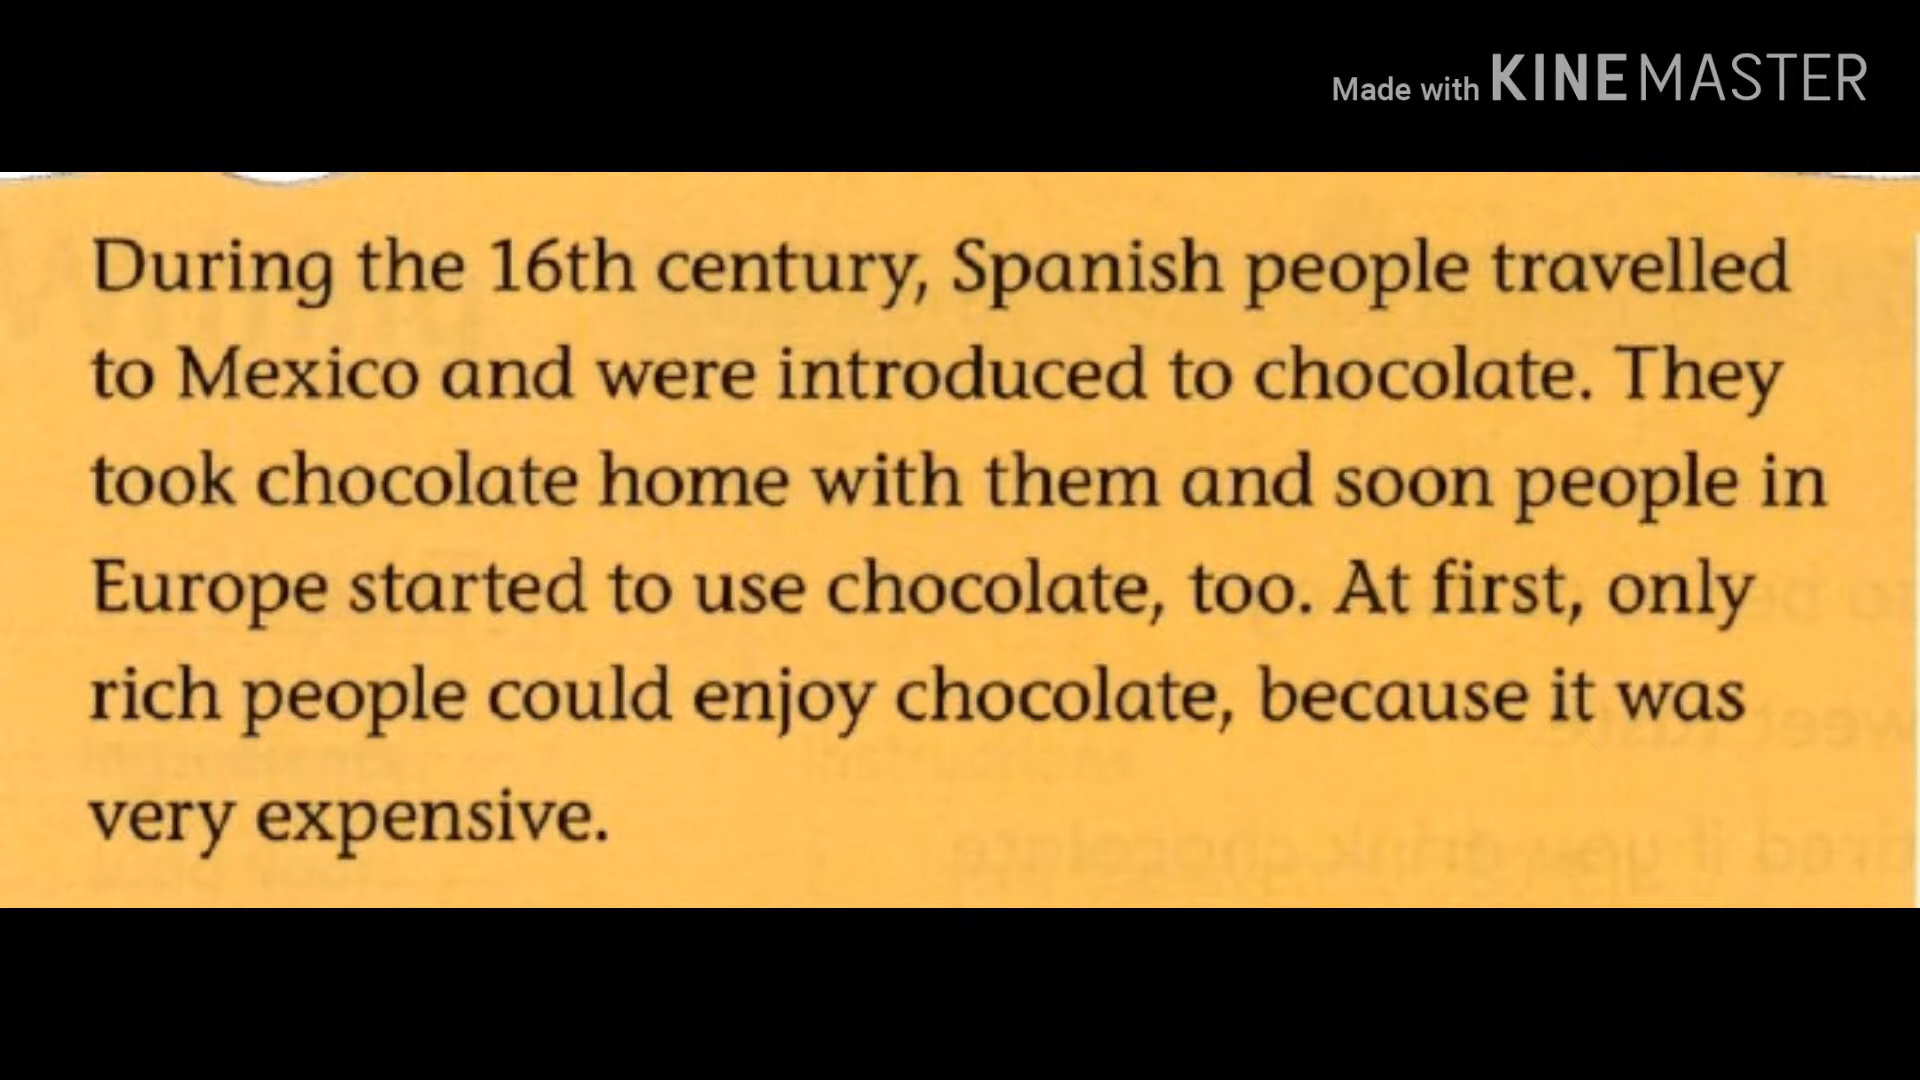 Made with KINEMASTER
During the 16th century, Spanish people travelled
to Mexico and were introduced to chocolate. They
took chocolate home with them and soon people in
Europe started to use chocolate, too. At first, only
rich people could enjoy chocolate, because it was
very expensive.